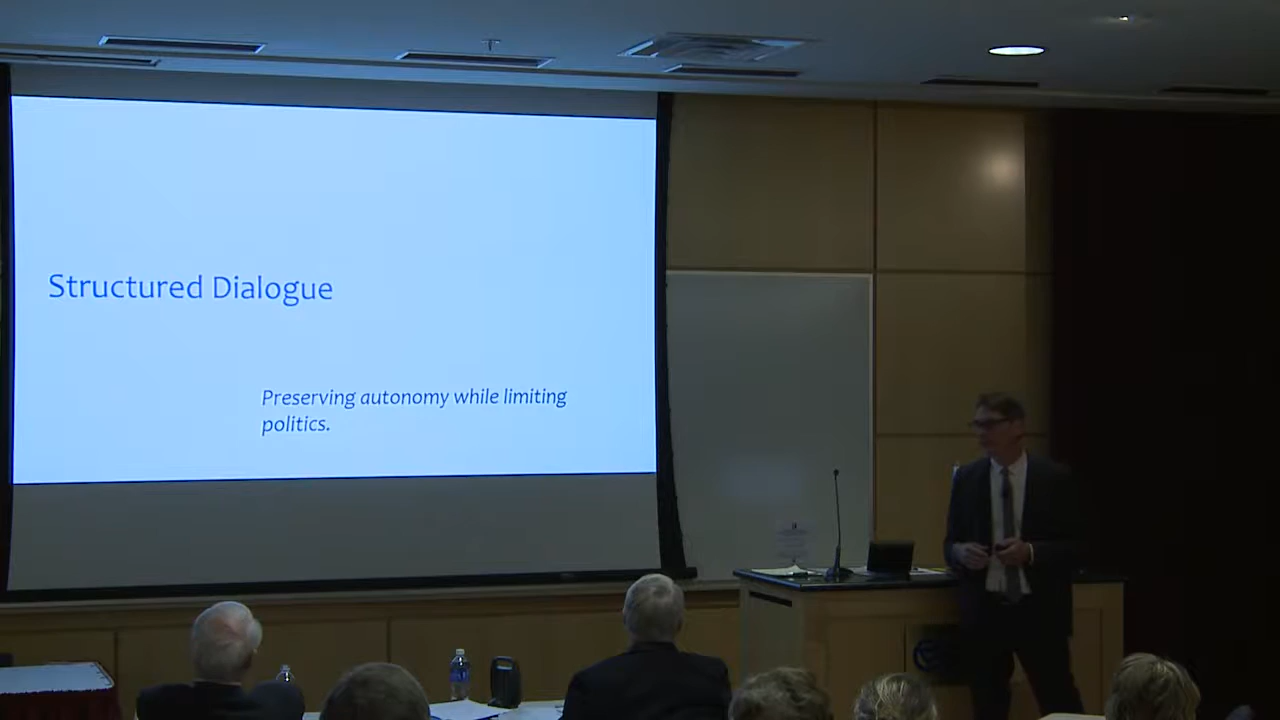 Structured Dialogue
Preserving autonomy while limiting
politics.